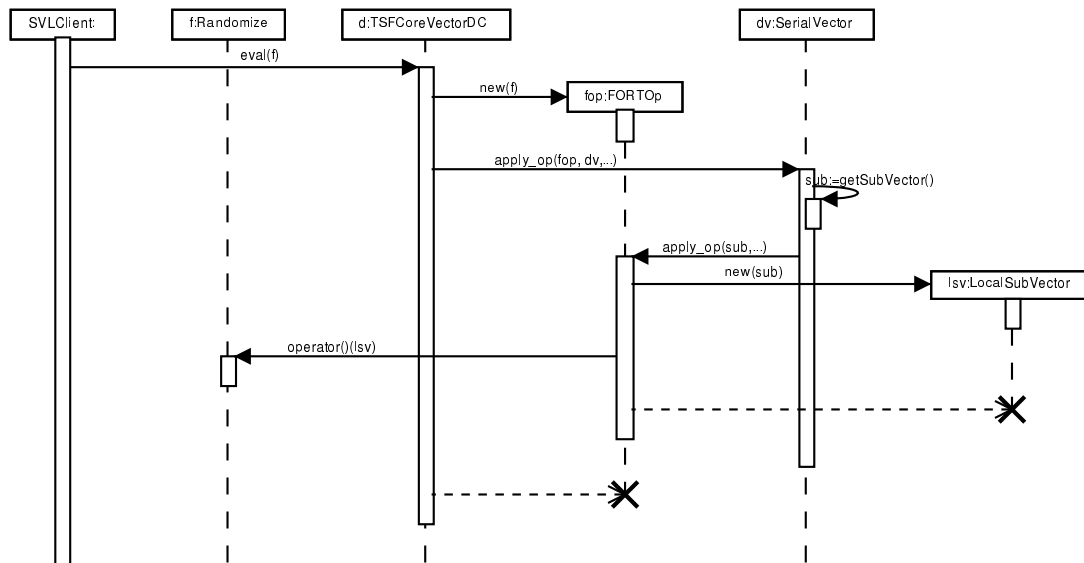 SVLClient:
f:Randomize
d:TSFCoreVectorDC
dv:SerialVector
eval(f)
new(f)
fop:FORTOp
apply_op(fop, dv,...)
sub:=getSubVector()
apply_op(sub,...)
new(sub)
lsv:LocalSubVector
operator()(lsv)